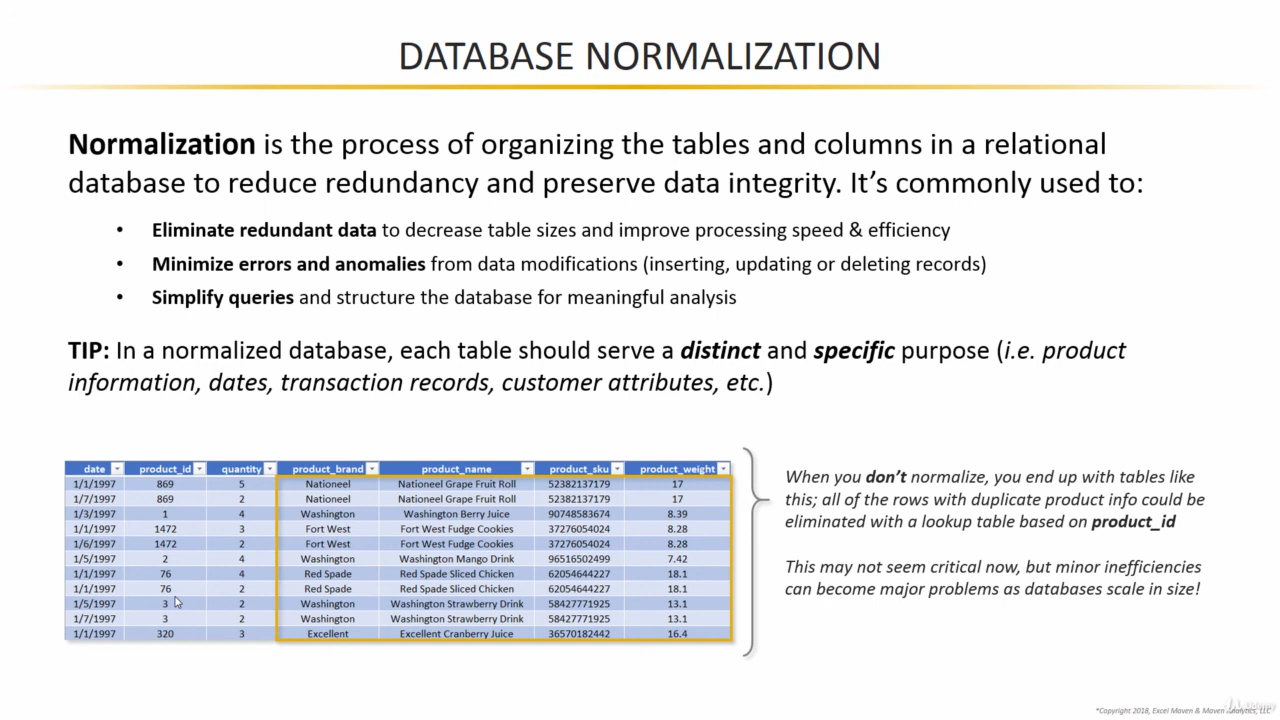 DATABASE NORMALIZATION
Normalization is the process of organizing the tables and columns in a relational
database to reduce redundancy and preserve data integrity. It’s commonly used to:
• Eliminate redundant data to decrease table sizes and improve processing speed & efficiency
• Minimize errors and anomalies from data modifications (inserting, updating or deleting records)
• Simplify queries and structure the database for meaningful analysis
TIP: In a normalized database, each table should serve a distinct and specific purpose (i.e. product
information, dates, transaction records, customer attributes, etc.)
date product_id quantity product_brand product_name product_sku product_weight
1/1/1997 869 5 Nationeel Nationeel Grape Fruit Roll 52382137179 17
1/7/1997 869 2 Nationeel Nationeel Grape Fruit Roll 52382137179 17
1/3/1997 1 4 Washington Washington Berry Juice 90748583674 8.39
1/1/1997 1472 3 Fort West Fort West Fudge Cookies 37276054024 8.28
1/6/1997 1472 2 Fort West Fort West Fudge Cookies 37276054024 8.28
1/5/1997 2 4 Washington Washington Mango Drink 96516502499 7.42
1/1/1997 76 4 Red Spade Red Spade Sliced Chicken 62054644227 18.1
1/1/1997 76 2 Red Spade Red Spade Sliced Chicken 62054644227 18.1
1/5/1997 3 2 Washington Washington Strawberry Drink 58427771925 13.1
1/7/1997 3 2 Washington Washington Strawberry Drink 58427771925 13.1
1/1/1997 320 3 Excellent Excellent Cranberry Juice 36570182442 16.4
When you don’t normalize, you end up with tables like
this; all of the rows with duplicate product info could be
eliminated with a lookup table based on product_id
This may not seem critical now, but minor inefficiencies
can become major problems as databases scale in size!
*Copyright 2018, Excel Maven & Maven Analytics, LLC